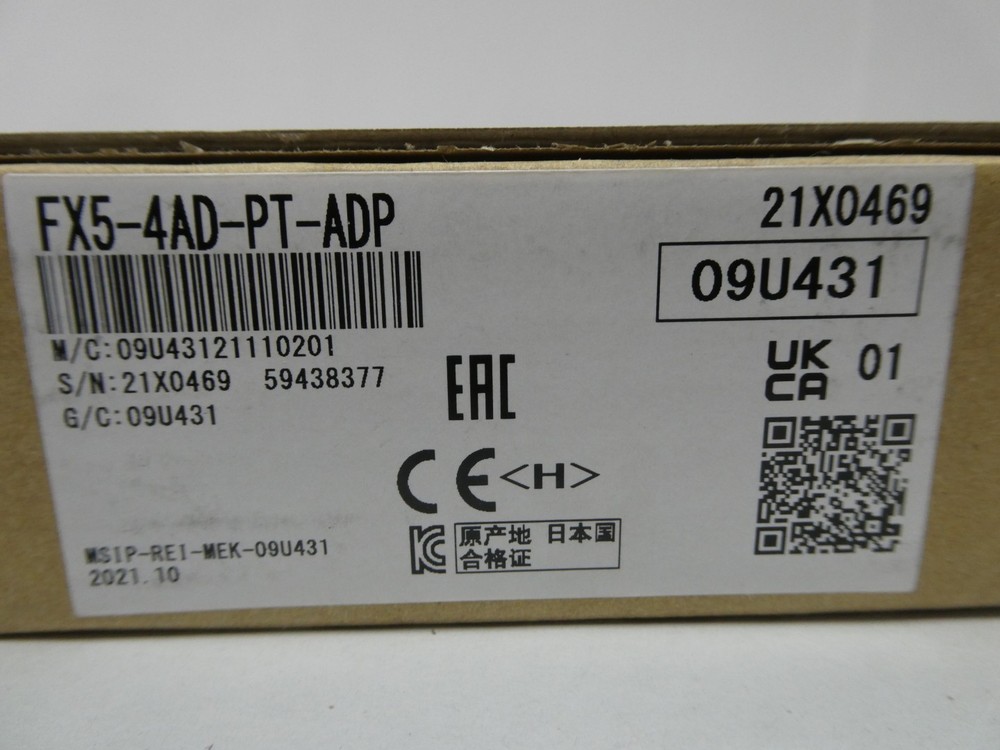 FX5-4AD-PT-ADP
21X0469
09U431
M/C:09U43121110201
S/N:21X0469 59438377
G/C:09U431
EAC
UK
CA
01
CE <H>
KC
原产地 日本国
合格证
MSIP-REI-MEK-09U431
2021.10